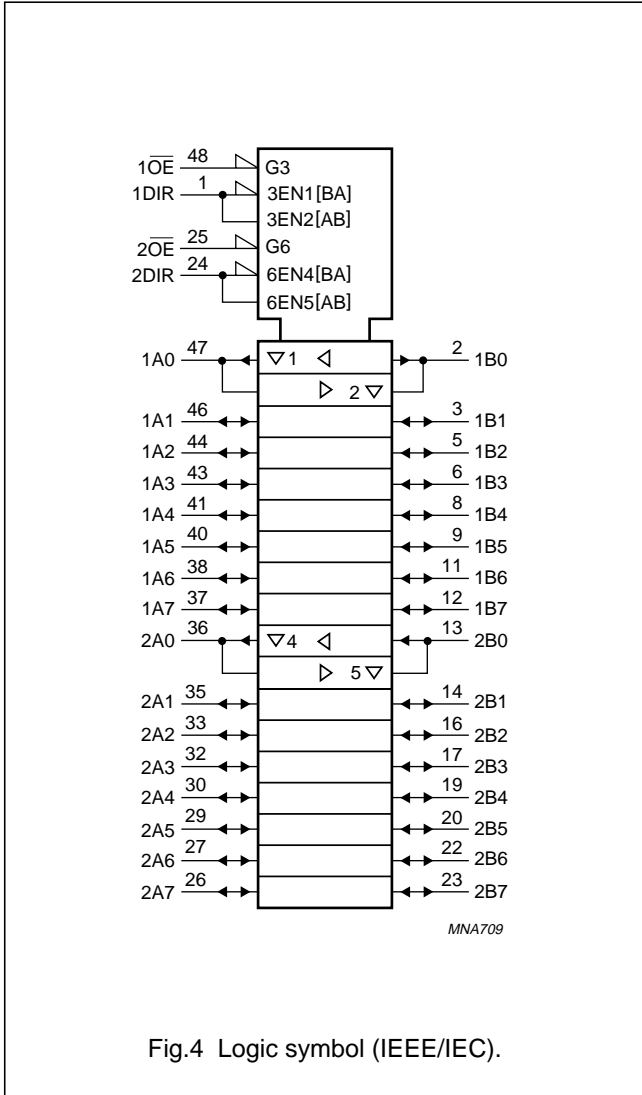 1O̅E̅ 48 G3
1DIR 1 3EN1[BA]
3EN2[AB]
2O̅E̅ 25 G6
2DIR 24 6EN4[BA]
6EN5[AB]
1A0 47 1 2 1B0
2
1A1 46 3 1B1
1A2 44 5 1B2
1A3 43 6 1B3
1A4 41 8 1B4
1A5 40 9 1B5
1A6 38 11 1B6
1A7 37 12 1B7
2A0 36 4 13 2B0
5
2A1 35 14 2B1
2A2 33 16 2B2
2A3 32 17 2B3
2A4 30 19 2B4
2A5 29 20 2B5
2A6 27 22 2B6
2A7 26 23 2B7
MNA709
Fig.4 Logic symbol (IEEE/IEC).